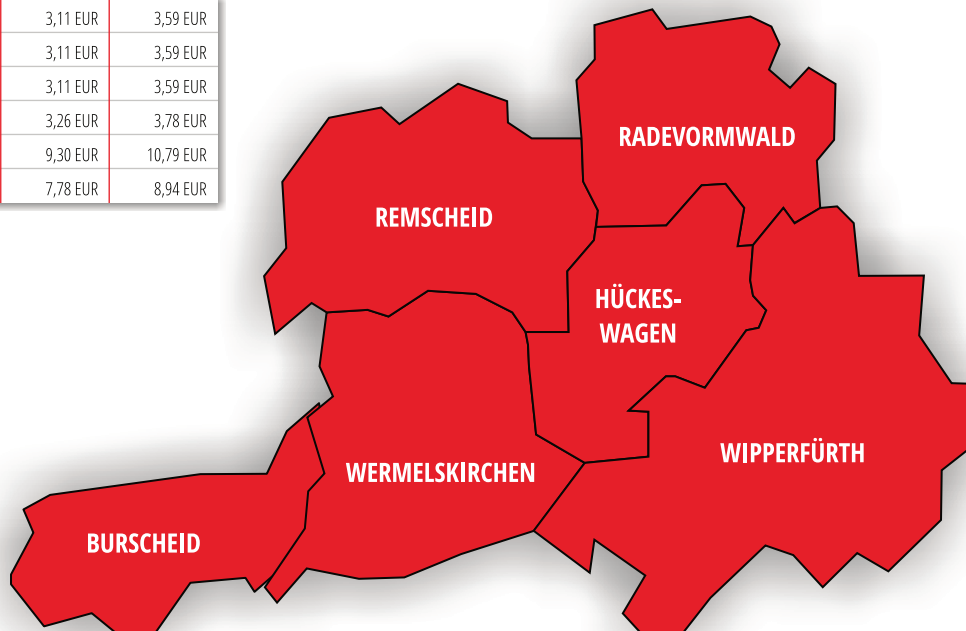 3,11 EUR 3,59 EUR
3,11 EUR 3,59 EUR
3,11 EUR 3,59 EUR
3,26 EUR 3,78 EUR
9,30 EUR 10,79 EUR
7,78 EUR 8,94 EUR
RADEVORMWALD
REMSCHEID
HÜCKES-
WAGEN
WIPPERFÜRTH
WERMELSKIRCHEN
BURSCHEID